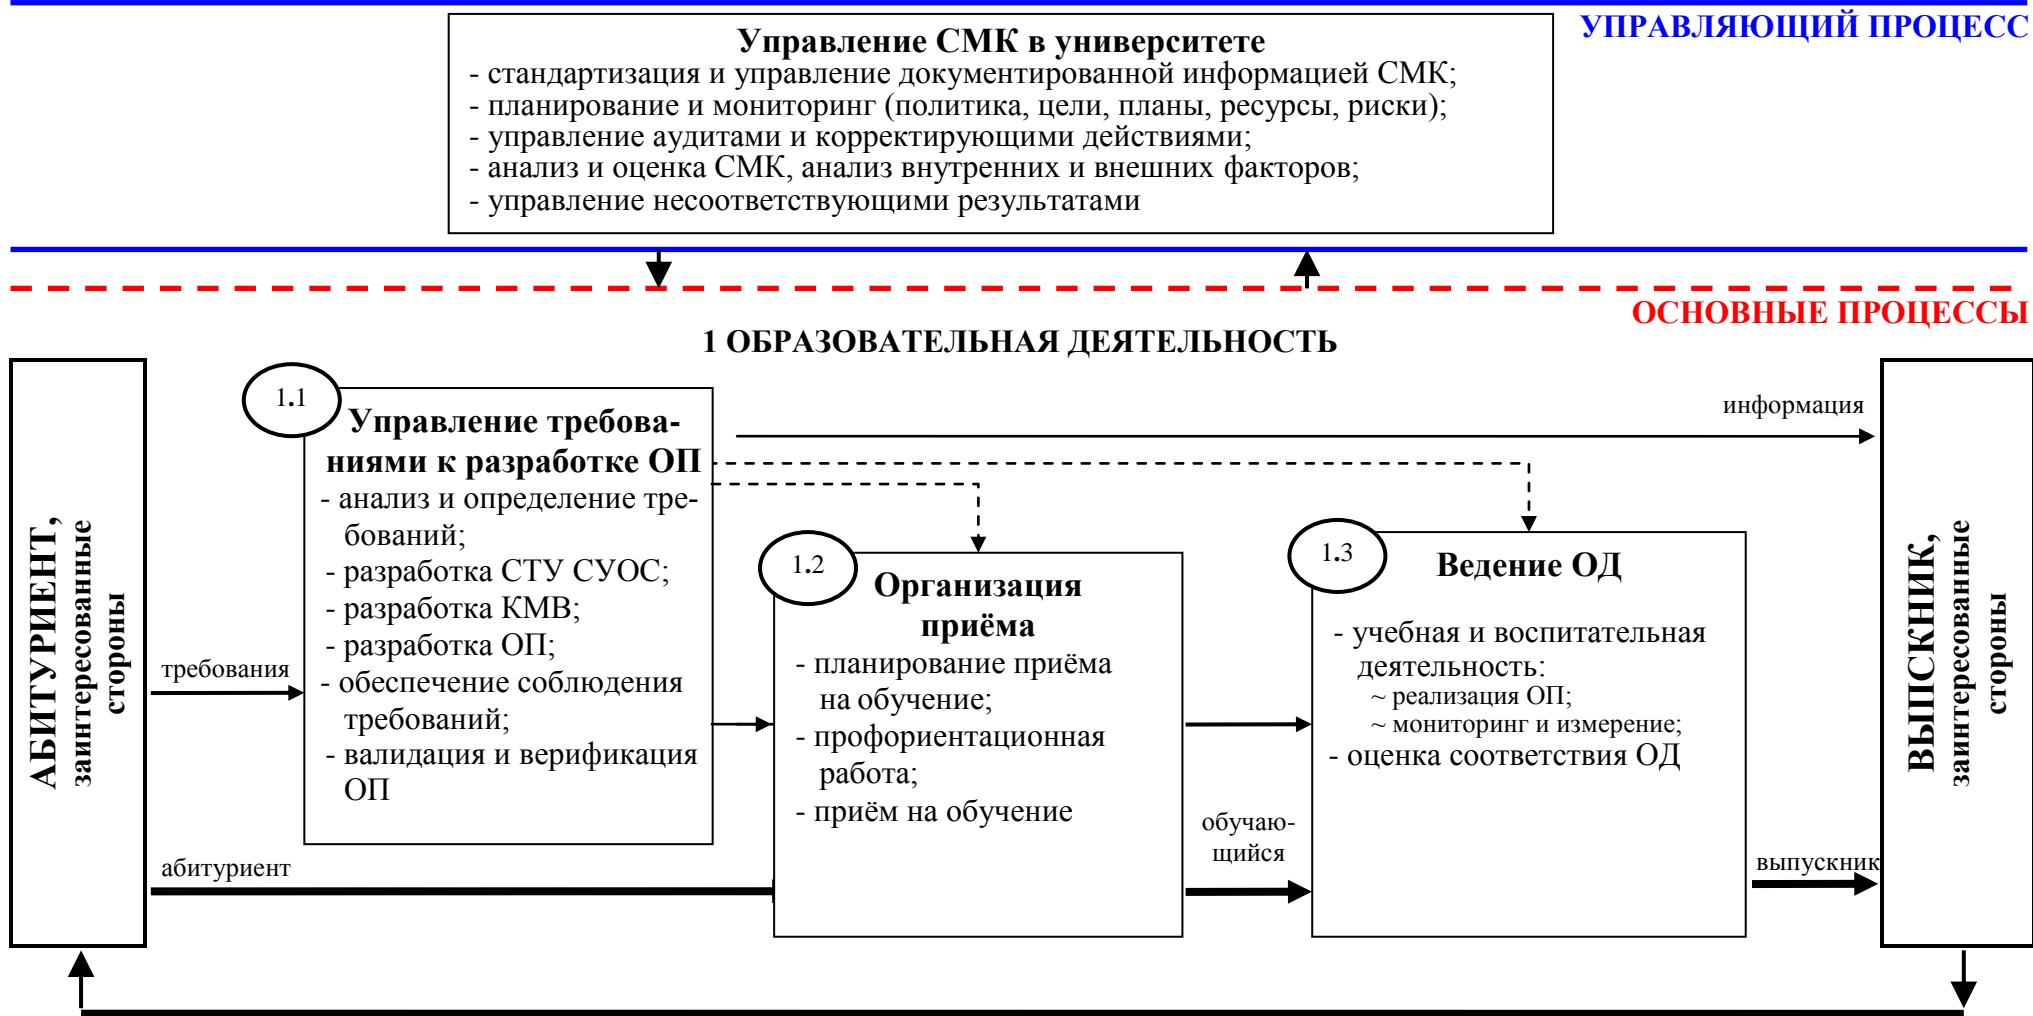 УПРАВЛЯЮЩИЙ ПРОЦЕСС
Управление СМК в университете
- стандартизация и управление документированной информацией СМК;
- планирование и мониторинг (политика, цели, планы, ресурсы, риски);
- управление аудитами и корректирующими действиями;
- анализ и оценка СМК, анализ внутренних и внешних факторов;
- управление несоответствующими результатами
ОСНОВНЫЕ ПРОЦЕССЫ
1 ОБРАЗОВАТЕЛЬНАЯ ДЕЯТЕЛЬНОСТЬ
АБИТУРИЕНТ,
заинтересованные
стороны
требования
абитуриент
1.1
Управление требова-
ниями к разработке ОП
- анализ и определение тре-
бований;
- разработка СТУ СУОС;
- разработка КМВ;
- разработка ОП;
- обеспечение соблюдения
требований;
- валидация и верификация
ОП
1.2
Организация
приёма
- планирование приёма
на обучение;
- профориентационная
работа;
- приём на обучение
обучаю-
щийся
1.3
Ведение ОД
- учебная и воспитательная
деятельность:
~ реализация ОП;
~ мониторинг и измерение;
- оценка соответствия ОД
информация
выпускник
ВЫПСКНИК,
заинтересованные
стороны